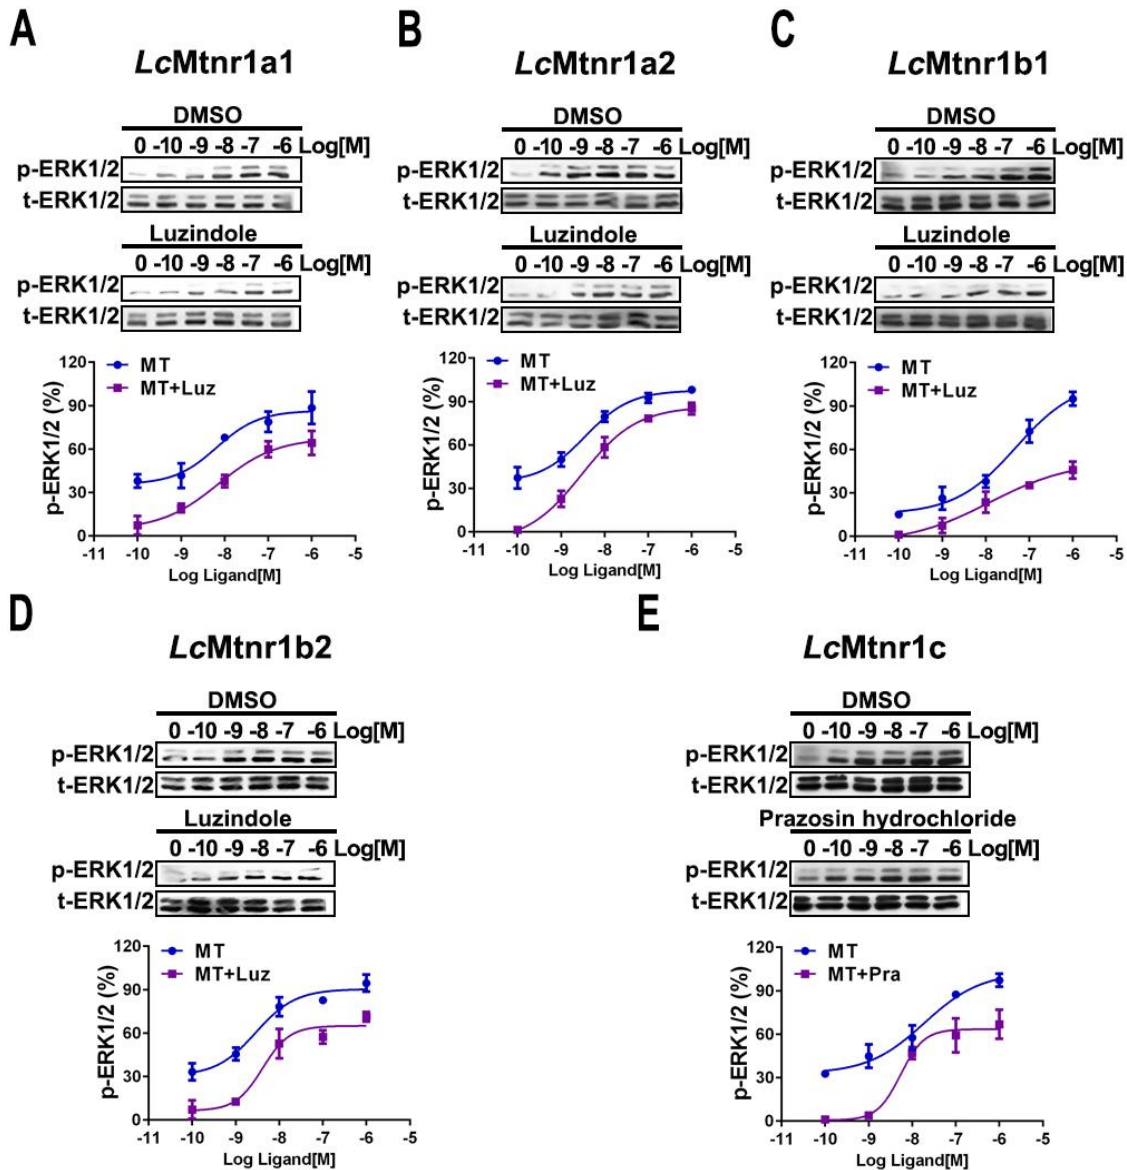 A
LcMtnr1a1
DMSO
0 -10 -9 -8 -7 -6 Log[M]
p-ERK1/2
t-ERK1/2
Luzindole
0 -10 -9 -8 -7 -6 Log[M]
p-ERK1/2
t-ERK1/2
120
90
60
30
0
p-ERK1/2 (%)
MT
MT+Luz
-11 -10 -9 -8 -7 -6 -5
Log Ligand[M]
B
LcMtnr1a2
DMSO
0 -10 -9 -8 -7 -6 Log[M]
p-ERK1/2
t-ERK1/2
Luzindole
0 -10 -9 -8 -7 -6 Log[M]
p-ERK1/2
t-ERK1/2
120
90
60
30
0
p-ERK1/2 (%)
MT
MT+Luz
-11 -10 -9 -8 -7 -6 -5
Log Ligand[M]
C
LcMtnr1b1
DMSO
0 -10 -9 -8 -7 -6 Log[M]
p-ERK1/2
t-ERK1/2
Luzindole
0 -10 -9 -8 -7 -6 Log[M]
p-ERK1/2
t-ERK1/2
120
90
60
30
0
p-ERK1/2 (%)
MT
MT+Luz
-11 -10 -9 -8 -7 -6 -5
Log Ligand[M]
D
LcMtnr1b2
DMSO
0 -10 -9 -8 -7 -6 Log[M]
p-ERK1/2
t-ERK1/2
Luzindole
0 -10 -9 -8 -7 -6 Log[M]
p-ERK1/2
t-ERK1/2
120
90
60
30
0
p-ERK1/2 (%)
MT
MT+Luz
-11 -10 -9 -8 -7 -6 -5
Log Ligand[M]
E
LcMtnr1c
DMSO
0 -10 -9 -8 -7 -6 Log[M]
p-ERK1/2
t-ERK1/2
Prazosin hydrochloride
0 -10 -9 -8 -7 -6 Log[M]
p-ERK1/2
t-ERK1/2
120
90
60
30
0
p-ERK1/2 (%)
MT
MT+Pra
-11 -10 -9 -8 -7 -6 -5
Log Ligand[M]